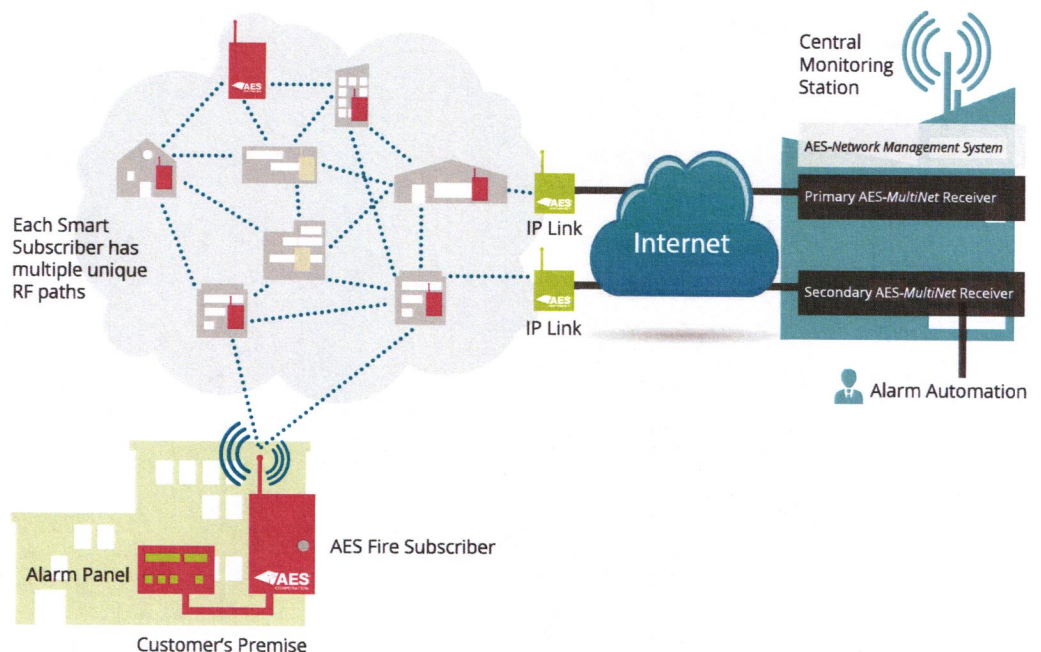 Central
Monitoring
Station
AES
AES-Network Management System
Primary AES-MultiNet Receiver
AES
IP Link
Each Smart
Subscriber has
multiple unique
RF paths
Internet
AES
IP Link
Secondary AES-MultiNet Receiver
Alarm Automation
AES Fire Subscriber
Alarm Panel
AES
CORPORATION
Customer's Premise